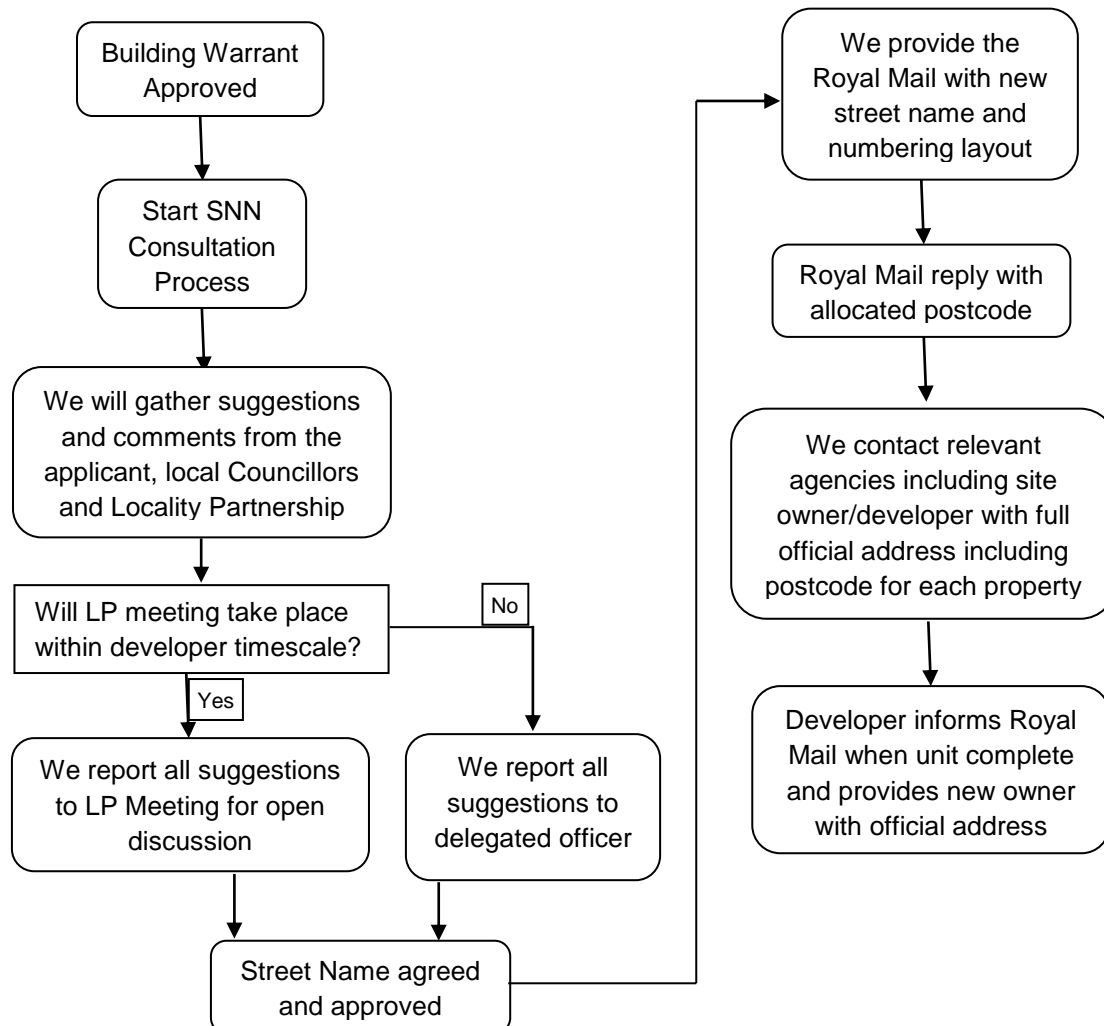 Building Warrant
Approved
Start SNN
Consultation
Process
We will gather suggestions
and comments from the
applicant, local Councillors
and Locality Partnership
Will LP meeting take place
within developer timescale?
No
Yes
We report all suggestions
to LP Meeting for open
discussion
We report all
suggestions to
delegated officer
Street Name agreed
and approved
We provide the
Royal Mail with new
street name and
numbering layout
Royal Mail reply with
allocated postcode
We contact relevant
agencies including site
owner/developer with full
official address including
postcode for each property
Developer informs Royal
Mail when unit complete
and provides new owner
with official address